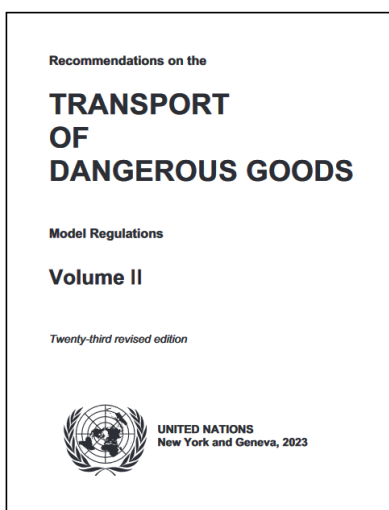 Recommendations on the
TRANSPORT
OF
DANGEROUS GOODS
Model Regulations
Volume II
Twenty-third revised edition
UNITED NATIONS
New York and Geneva, 2023